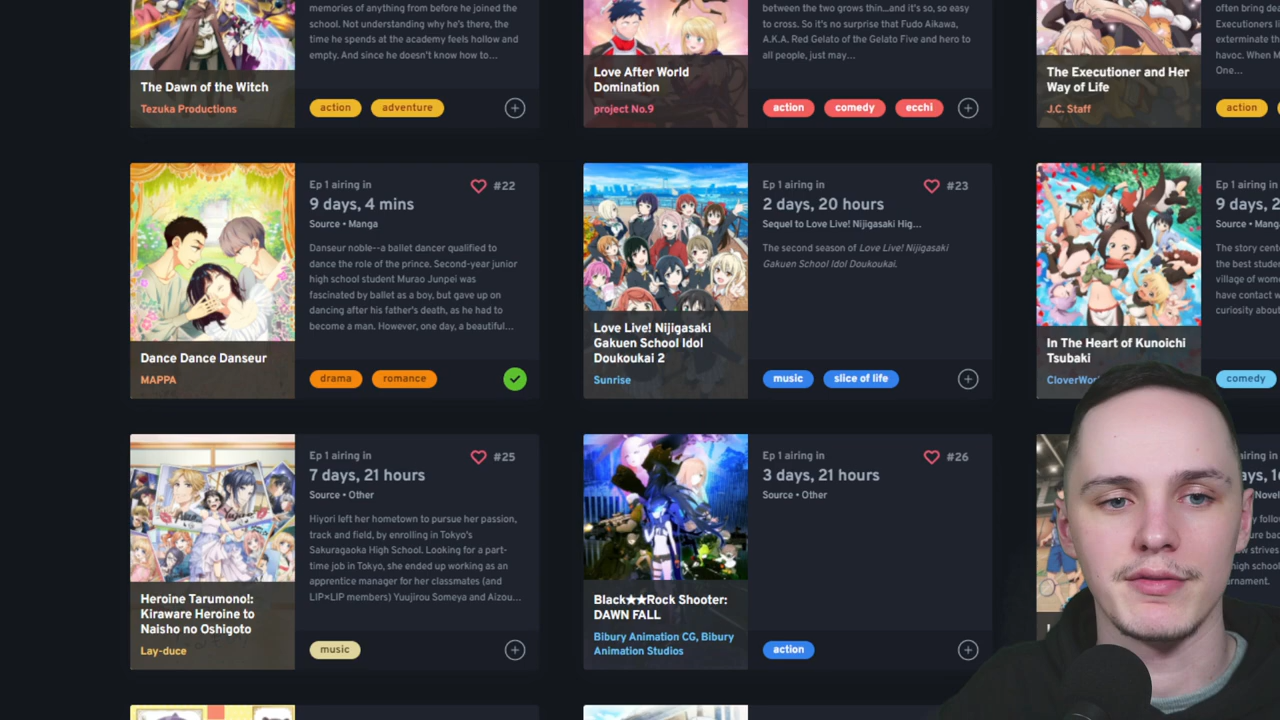 memories of anything from before he joined the
school. Not understanding why he's there, the
time he spends at the academy feels hollow and
empty. And since he doesn't know how to...
The Dawn of the Witch
Tezuka Productions
action
adventure
between the two grows thin...and it's so, so easy
to cross. So it's no surprise that Fudo Aikawa,
A.K.A. Red Gelato of the Gelato Five and hero to
all people, just may...
Love After World
Domination
project No.9
action
comedy
ecchi
often bring
Executioners
exterminate
havoc. When
One...
The Executioner and Her
Way of Life
J.C. Staff
action
Ep 1 airing in
#22
9 days, 4 mins
Source • Manga
Danseur noble--a ballet dancer qualified to
dance the role of the prince. Second-year junior
high school student Murao Junpei was
fascinated by ballet as a boy, but gave up on
dancing after his father's death, as he had to
become a man. However, one day, a beautiful...
Dance Dance Danseur
MAPPA
drama
romance
Ep 1 airing in
#23
2 days, 20 hours
Sequel to Love Live! Nijigasaki Hig...
The second season of Love Live! Nijigasaki
Gakuen School Idol Doukoukai.
Love Live! Nijigasaki
Gakuen School Idol
Doukoukai 2
Sunrise
music
slice of life
Ep 1 airing in
9 days,
Source •
The story
the best
village of
have contact
curiosity
In The Heart of Kunoichi
Tsubaki
comedy
Ep 1 airing in
#25
7 days, 21 hours
Source • Other
Hiyori left her hometown to pursue her passion,
track and field, by enrolling in Tokyo's
Sakuragaoka High School. Looking for a part-
time job in Tokyo, she ended up working as an
apprentice manager for her classmates (and
LIP×LIP members) Yuujirou Someya and Aizou...
Heroine Tarumono!:
Kiraware Heroine to
Naisho no Oshigoto
Lay-duce
music
Ep 1 airing in
#26
3 days, 21 hours
Source • Other
Black★★Rock Shooter:
DAWN FALL
Bibury Animation CG, Bibury
Animation Studios
action